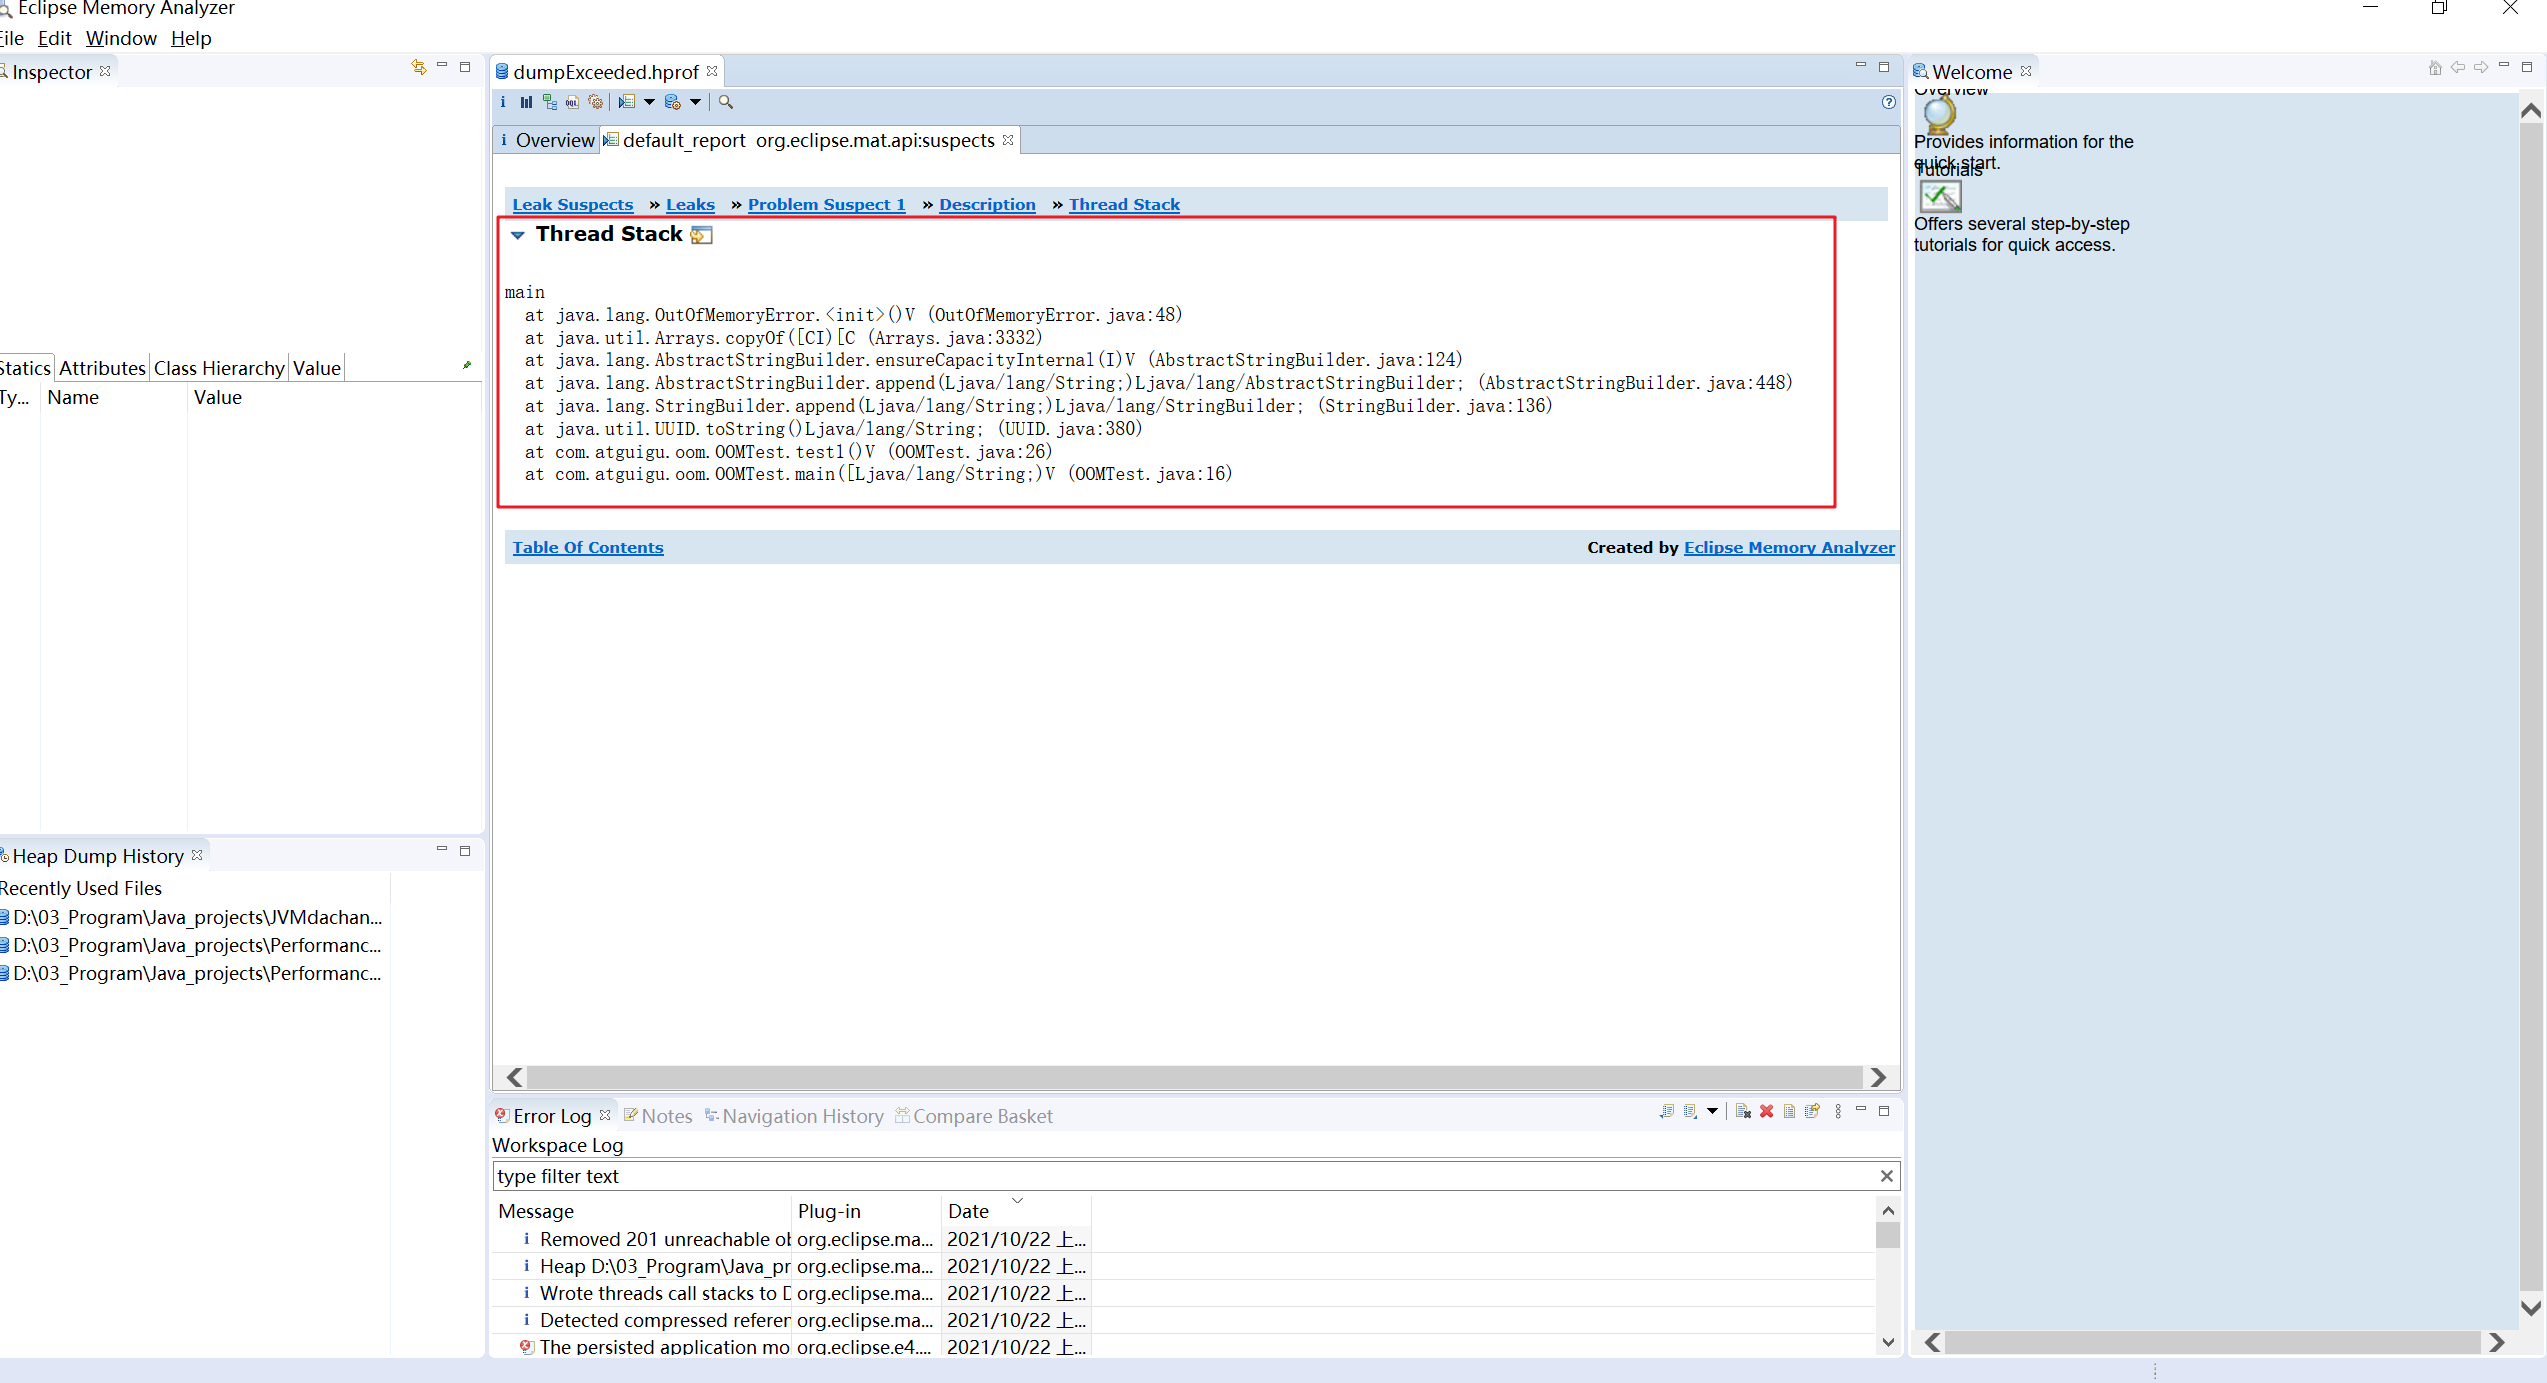 Eclipse Memory Analyzer
File Edit Window Help
Inspector
Statics Attributes Class Hierarchy Value
Ty... Name Value
Heap Dump History
Recently Used Files
D:\03_Program\Java_projects\JVMdachan...
D:\03_Program\Java_projects\Performanc...
D:\03_Program\Java_projects\Performanc...
dumpExceeded.hprof
i Overview default_report org.eclipse.mat.api:suspects
Leak Suspects » Leaks » Problem Suspect 1 » Description » Thread Stack
Thread Stack
main
at java.lang.OutOfMemoryError.<init>()V (OutOfMemoryError.java:48)
at java.util.Arrays.copyOf([CI)[C (Arrays.java:3332)
at java.lang.AbstractStringBuilder.ensureCapacityInternal(I)V (AbstractStringBuilder.java:124)
at java.lang.AbstractStringBuilder.append(Ljava/lang/String;)Ljava/lang/AbstractStringBuilder; (AbstractStringBuilder.java:448)
at java.lang.StringBuilder.append(Ljava/lang/String;)Ljava/lang/StringBuilder; (StringBuilder.java:136)
at java.util.UUID.toString()Ljava/lang/String; (UUID.java:380)
at com.atguigu.oom.OOMTest.test1()V (OOMTest.java:26)
at com.atguigu.oom.OOMTest.main([Ljava/lang/String;)V (OOMTest.java:16)
Table Of Contents Created by Eclipse Memory Analyzer
Error Log Notes Navigation History Compare Basket
Workspace Log
type filter text
Message Plug-in Date
Removed 201 unreachable ob org.eclipse.ma... 2021/10/22 上...
Heap D:\03_Program\Java_pr org.eclipse.ma... 2021/10/22 上...
Wrote threads call stacks to D org.eclipse.ma... 2021/10/22 上...
Detected compressed referen org.eclipse.ma... 2021/10/22 上...
The persisted application mo org.eclipse.e4.... 2021/10/22 上...
Welcome
Overview
Provides information for the
quick start.
Tutorials
Offers several step-by-step
tutorials for quick access.